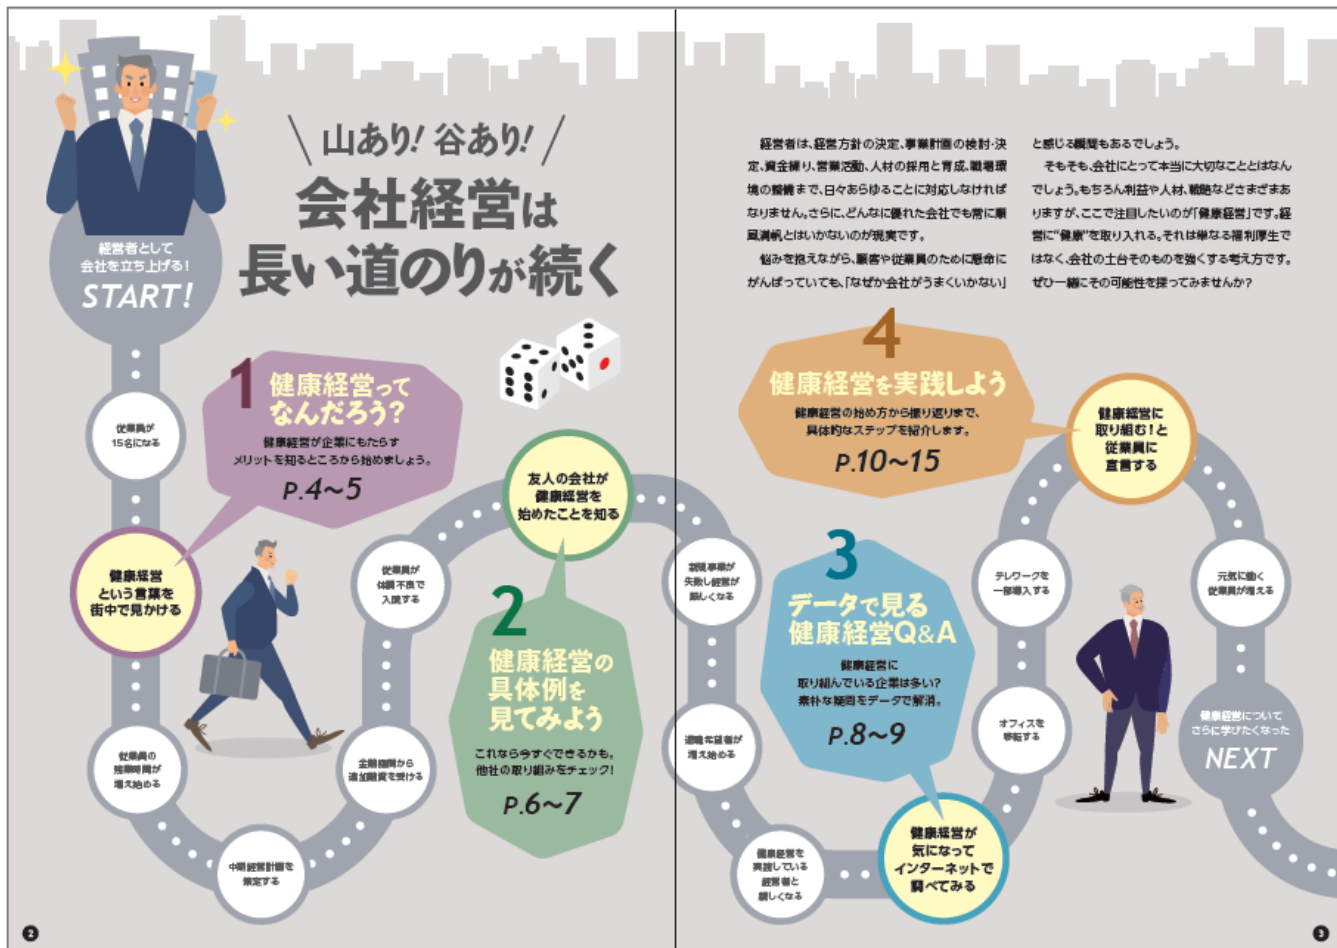 山あり! 谷あり!
会社経営は
長い道のりが続く
経営者として
会社を立ち上げる!
START!
従業員が
15名になる
1
健康経営って
なんだろう?
健康経営が企業にもたらす
メリットを知るところから始めましょう。
P.4〜5
健康経営
という言葉を
街中で見かける
従業員の
残業時間が
増え始める
中期経営計画を
策定する
金融機関から
追加融資を受ける
従業員が
体調不良で
入院する
友人の会社が
健康経営を
始めたことを知る
2
健康経営の
具体例を
見てみよう
これなら今すぐできるかも。
他社の取り組みをチェック!
P.6〜7
2
経営者は、経営方針の決定、事業計画の検討・決
定、資金繰り、営業活動、人材の採用と育成、職場環
境の整備まで、日々あらゆることに対応しなければ
なりません。さらに、どんなに優れた会社でも常に順
風満帆とはいかないのが現実です。
悩みを抱えながら、顧客や従業員のために懸命に
がんばっていても、「なぜか会社がうまくいかない」
と感じる瞬間もあるでしょう。
そもそも、会社にとって本当に大切なこととはなん
でしょう。もちろん利益や人材、戦略などさまざまあ
りますが、ここで注目したいのが「健康経営」です。経
営に“健康”を取り入れる。それは単なる福利厚生で
はなく、会社の土台そのものを強くする考え方です。
ぜひ一緒にその可能性を探ってみませんか?
新規事業が
失敗し経営が
厳しくなる
退職希望者が
増え始める
健康経営を
実践している
経営者と
親しくなる
健康経営が
気になって
インターネットで
調べてみる
3
データで見る
健康経営Q&A
健康経営に
取り組んでいる企業は多い?
素朴な疑問をデータで解消。
P.8〜9
オフィスを
移転する
テレワークを
一部導入する
4
健康経営を実践しよう
健康経営の始め方から振り返りまで、
具体的なステップを紹介します。
P.10〜15
健康経営に
取り組む!と
従業員に
宣言する
元気に働く
従業員が増える
健康経営について
さらに学びたくなった
NEXT
3